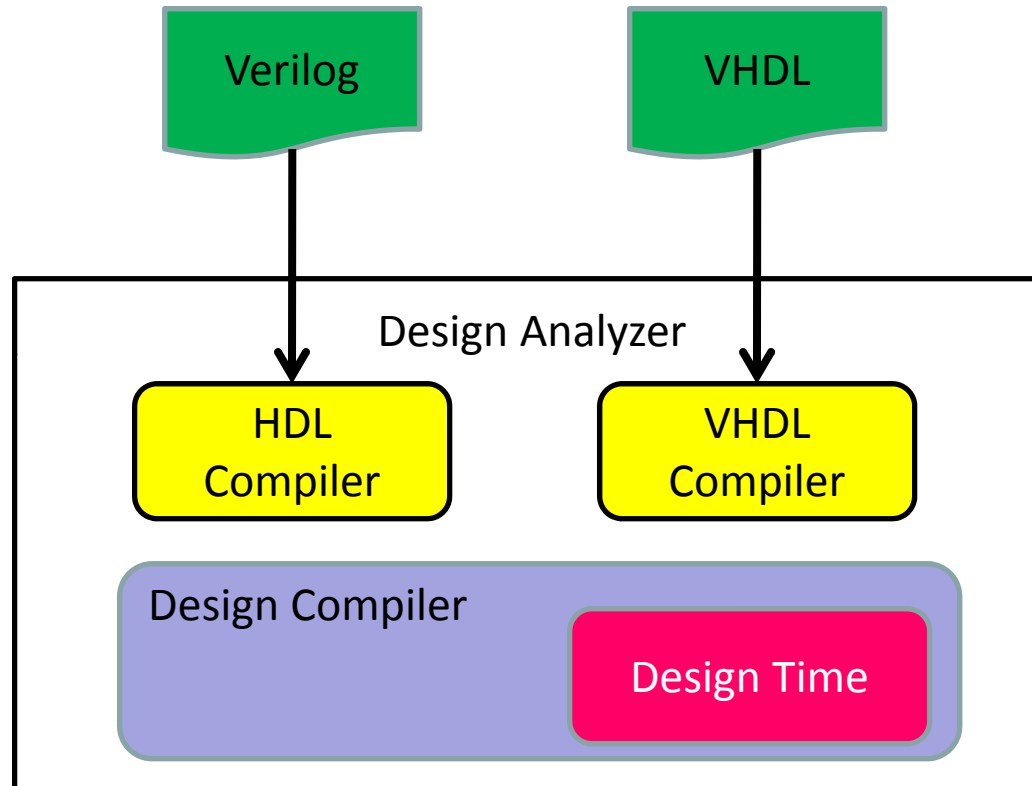 Verilog
VHDL
Design Analyzer
HDL
Compiler
VHDL
Compiler
Design Compiler
Design Time